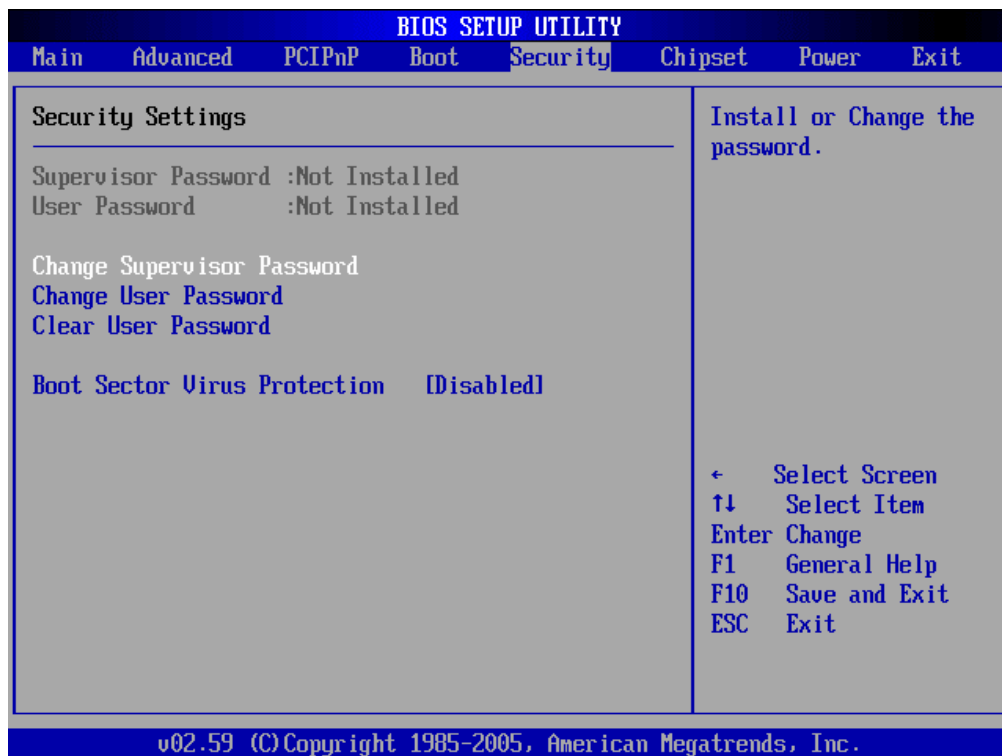 BIOS SETUP UTILITY
Main Advanced PCIPnP Boot Security Chipset Power Exit
Security Settings
Supervisor Password :Not Installed
User Password :Not Installed
Change Supervisor Password
Change User Password
Clear User Password
Boot Sector Virus Protection [Disabled]
Install or Change the
password.
← Select Screen
↑↓ Select Item
Enter Change
F1 General Help
F10 Save and Exit
ESC Exit
v02.59 (C)Copyright 1985-2005, American Megatrends, Inc.